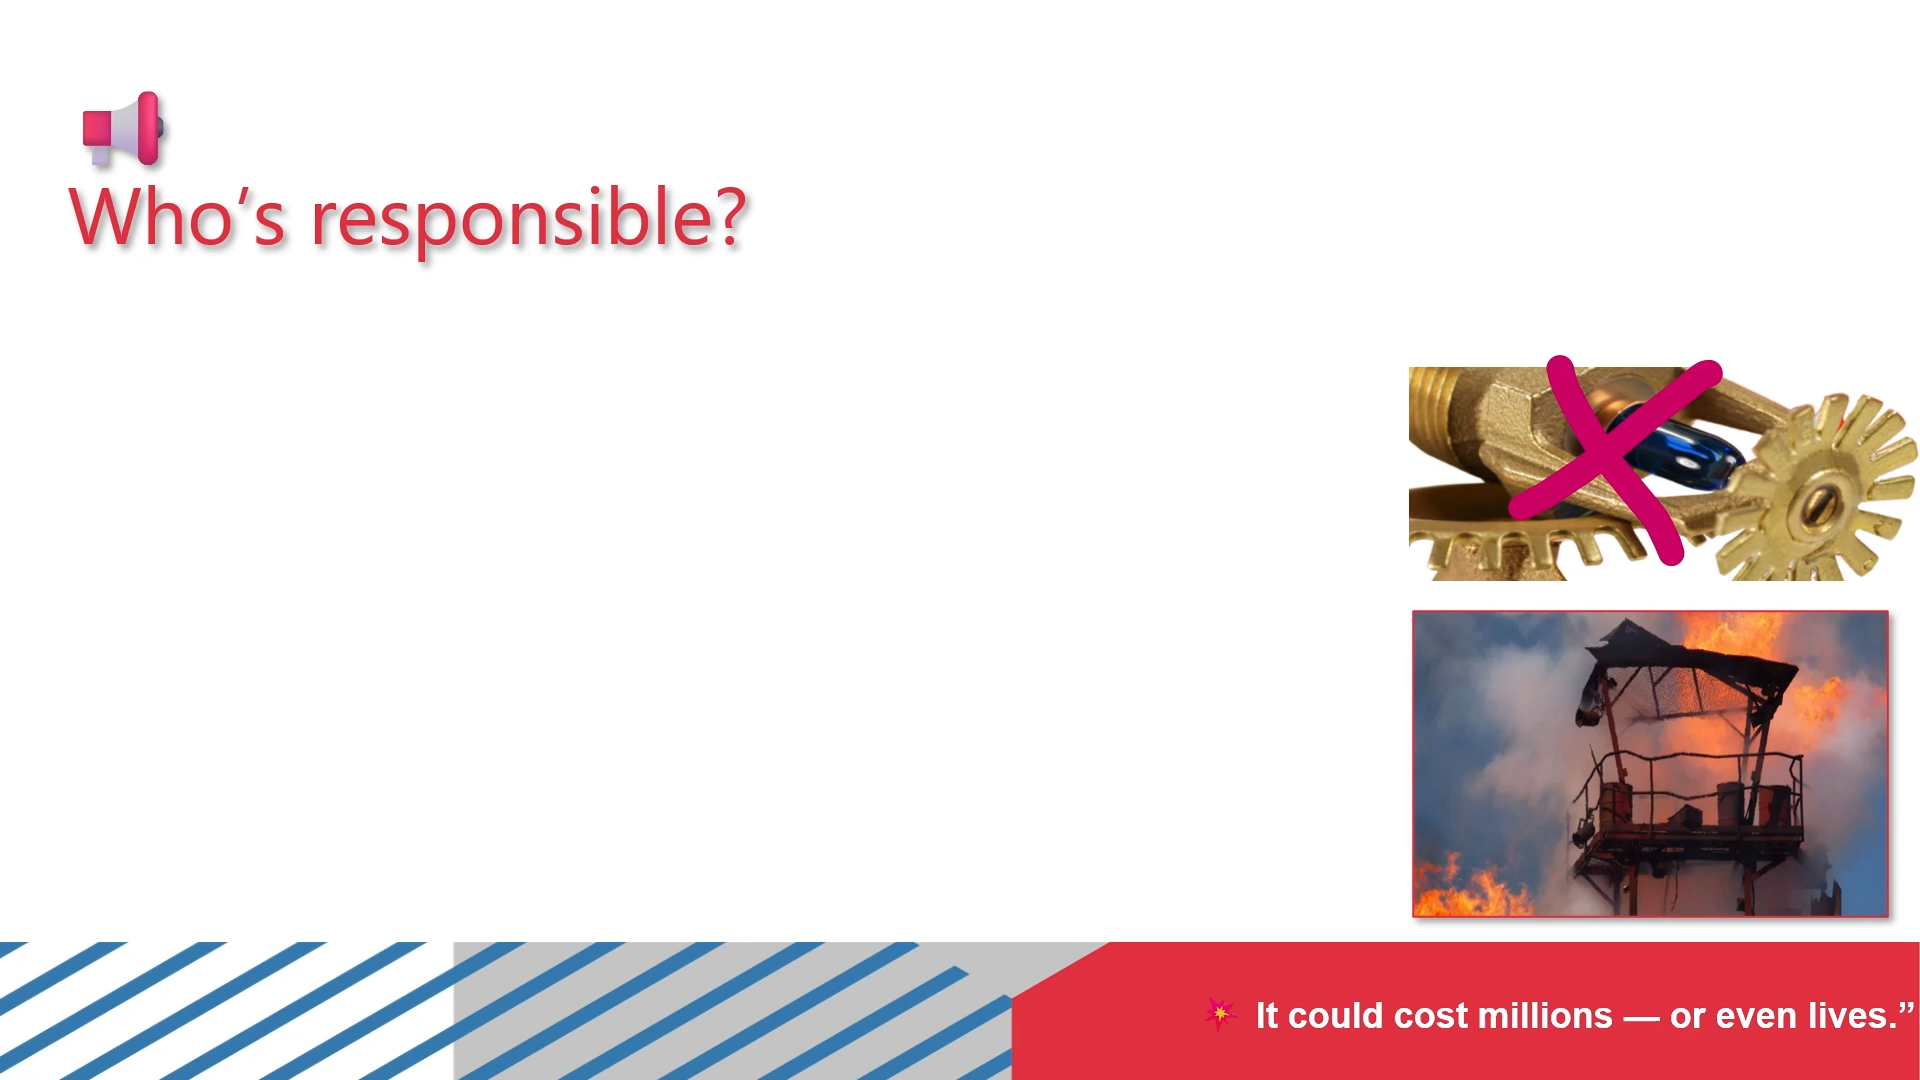 Who’s responsible?
It could cost millions — or even lives.”